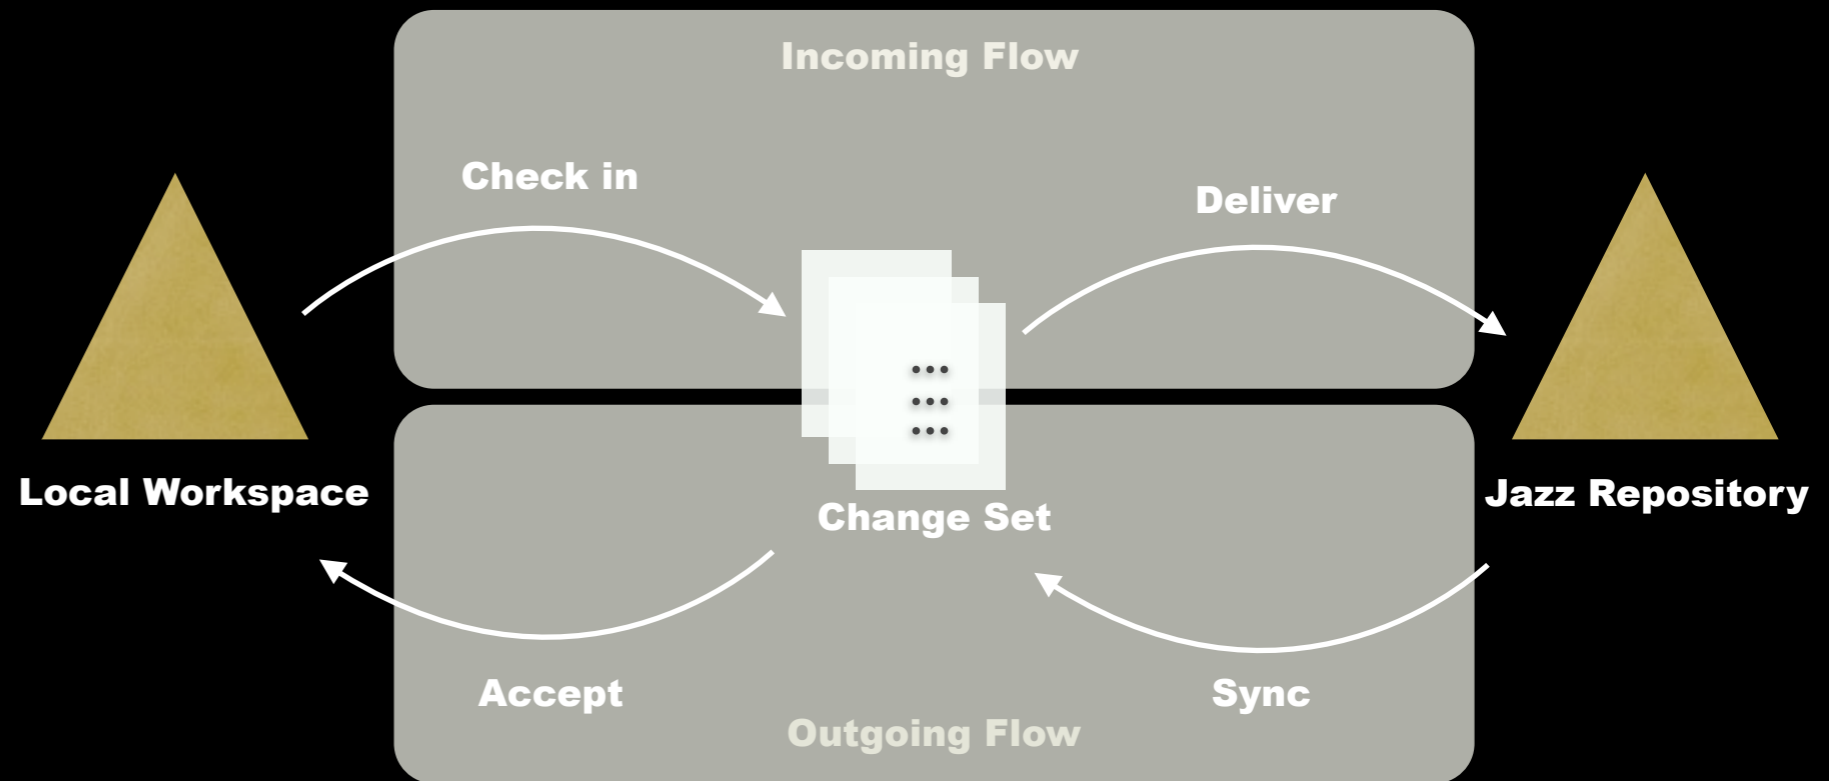 Incoming Flow
Check in
Deliver
Local Workspace
Jazz Repository
Change Set
Accept
Sync
Outgoing Flow